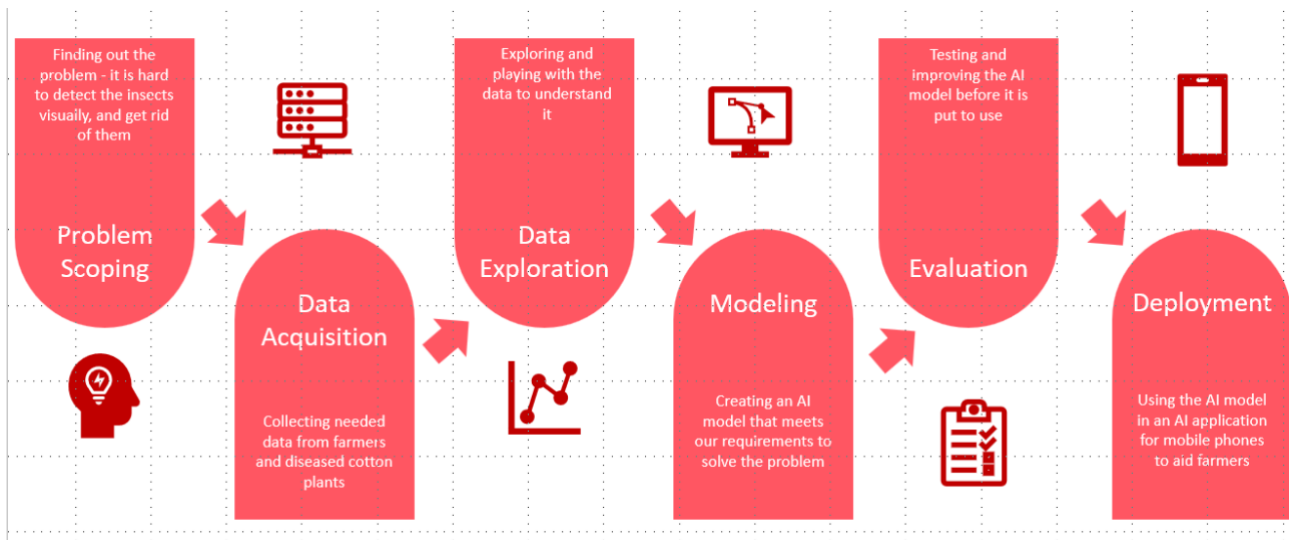 Finding out the
problem - it is hard
to detect the insects
visually, and get rid
of them
Problem
Scoping
Data
Acquisition
Collecting needed
data from farmers
and diseased cotton
plants
Exploring and
playing with the
data to understand
it
Data
Exploration
Modeling
Creating an AI
model that meets
our requirements to
solve the problem
Testing and
improving the AI
model before it is
put to use
Evaluation
Deployment
Using the AI model
in an AI application
for mobile phones
to aid farmers